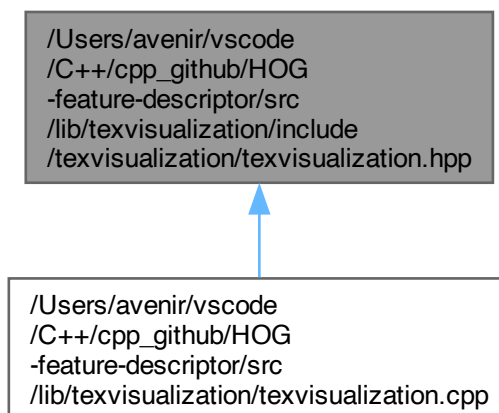 /Users/avenir/vscode
/C++/cpp_github/HOG
-feature-descriptor/src
/lib/texvisualization/include
/texvisualization/texvisualization.hpp
/Users/avenir/vscode
/C++/cpp_github/HOG
-feature-descriptor/src
/lib/texvisualization/texvisualization.cpp